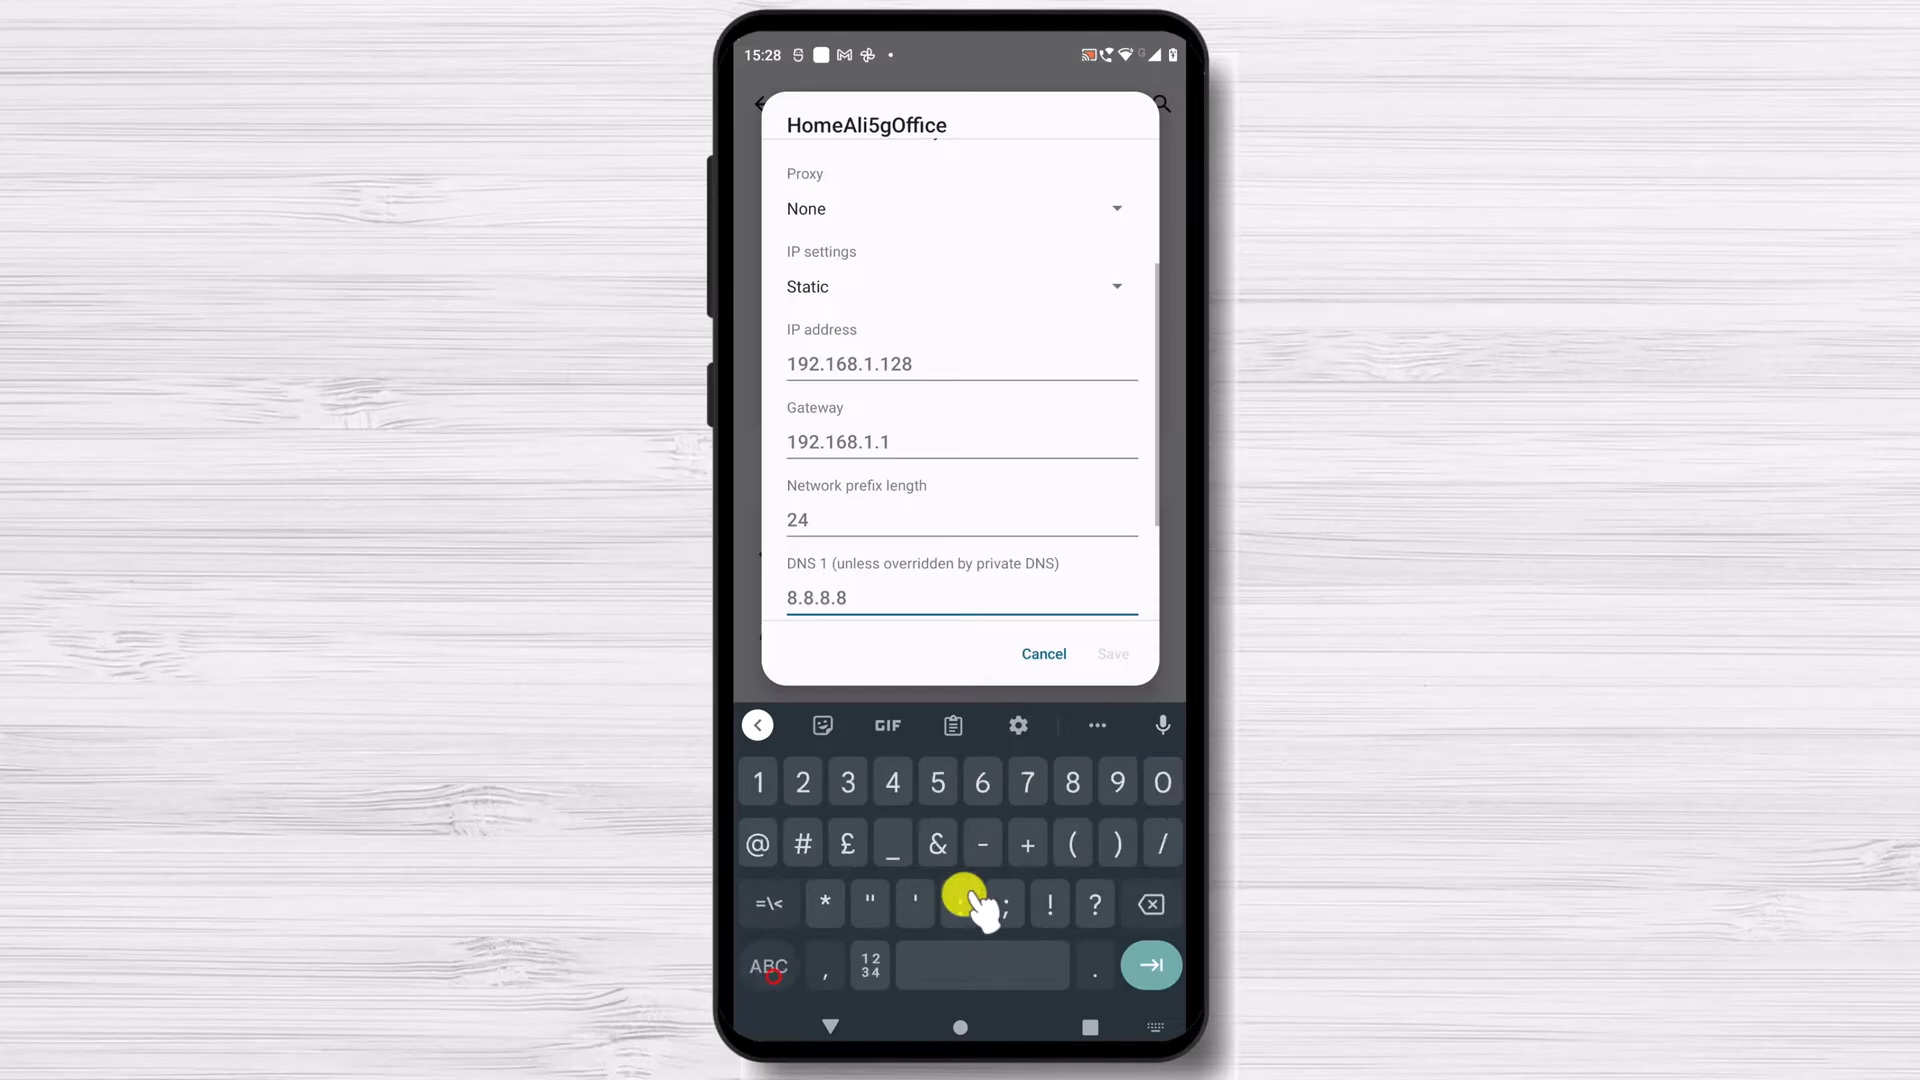 15:28
G
HomeAli5gOffice
Proxy
None
IP settings
Static
IP address
192.168.1.128
Gateway
192.168.1.1
Network prefix length
24
DNS 1 (unless overridden by private DNS)
8.8.8.8
Cancel Save
GIF
1 2 3 4 5 6 7 8 9 0
@ # £ _ & - + ( ) /
=\< * " ' ; ! ?
ABC , 12 34 .